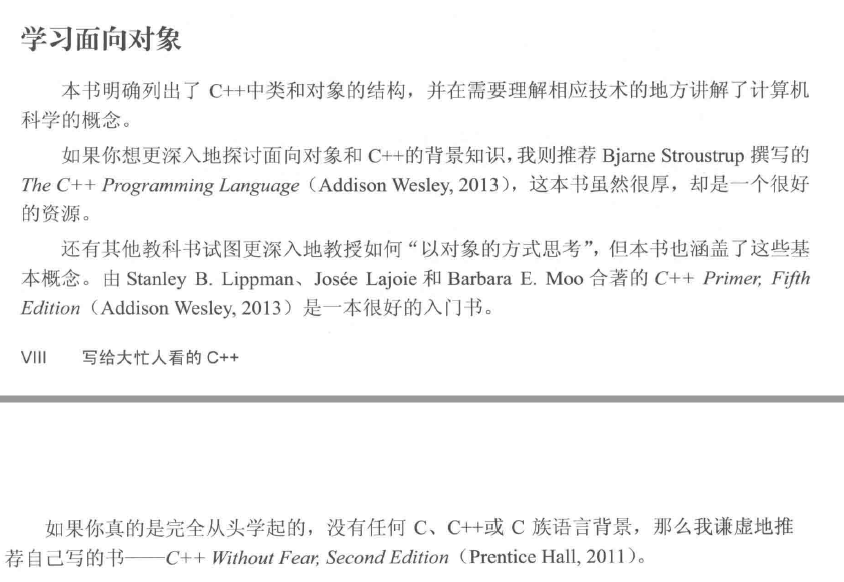 学习面向对象
本书明确列出了 C++中类和对象的结构，并在需要理解相应技术的地方讲解了计算机
科学的概念。
如果你想更深入地探讨面向对象和 C++的背景知识，我则推荐 Bjarne Stroustrup 撰写的
The C++ Programming Language（Addison Wesley, 2013），这本书虽然很厚，却是一个很好
的资源。
还有其他教科书试图更深入地教授如何“以对象的方式思考”，但本书也涵盖了这些基
本概念。由 Stanley B. Lippman、Josée Lajoie 和 Barbara E. Moo 合著的 C++ Primer, Fifth
Edition（Addison Wesley, 2013）是一本很好的入门书。
VIII 写给大忙人看的 C++
如果你真的是完全从头学起的，没有任何 C、C++或 C 族语言背景，那么我谦虚地推
荐自己写的书——C++ Without Fear, Second Edition（Prentice Hall, 2011）。